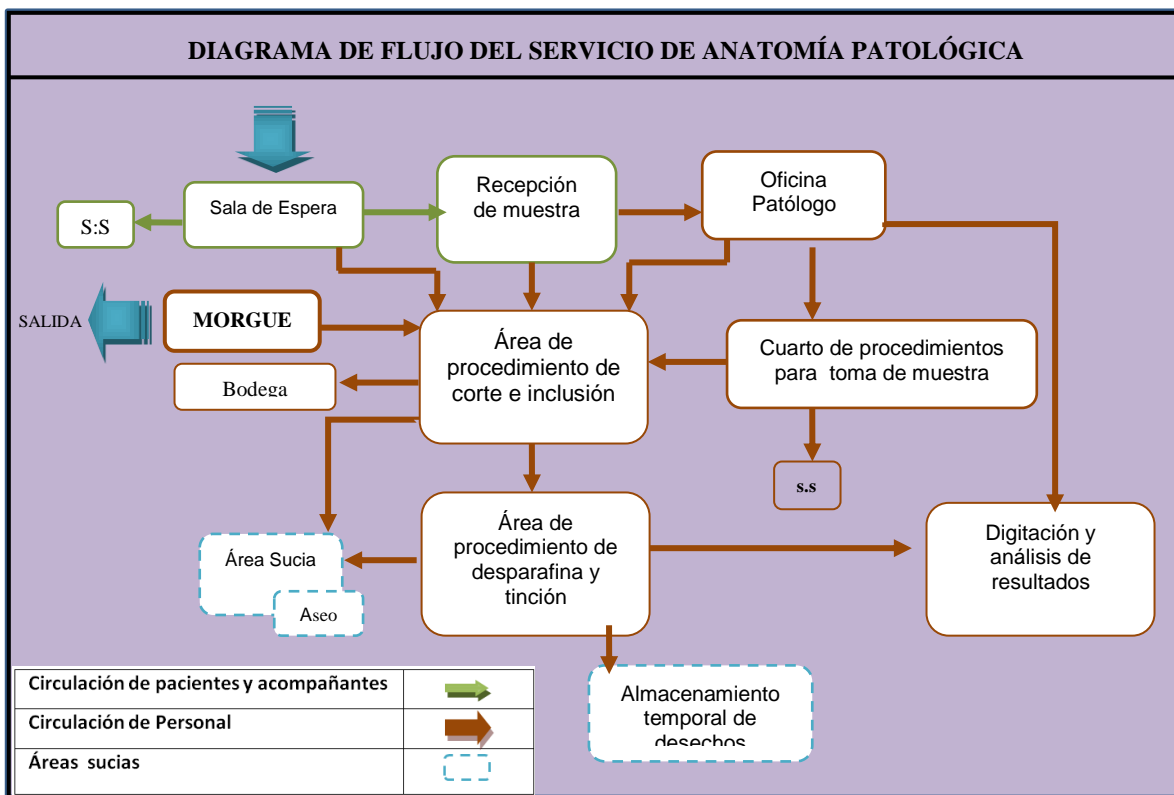 DIAGRAMA DE FLUJO DEL SERVICIO DE ANATOMÍA PATOLÓGICA
S:S
Sala de Espera
Recepción
de muestra
Oficina
Patólogo
SALIDA
MORGUE
Bodega
Área de
procedimiento de
corte e inclusión
Cuarto de procedimientos
para toma de muestra
s.s
Área Sucia
Aseo
Área de
procedimiento de
desparafina y
tinción
Digitación y
análisis de
resultados
Almacenamiento
temporal de
desechos
Circulación de pacientes y acompañantes
Circulación de Personal
Áreas sucias